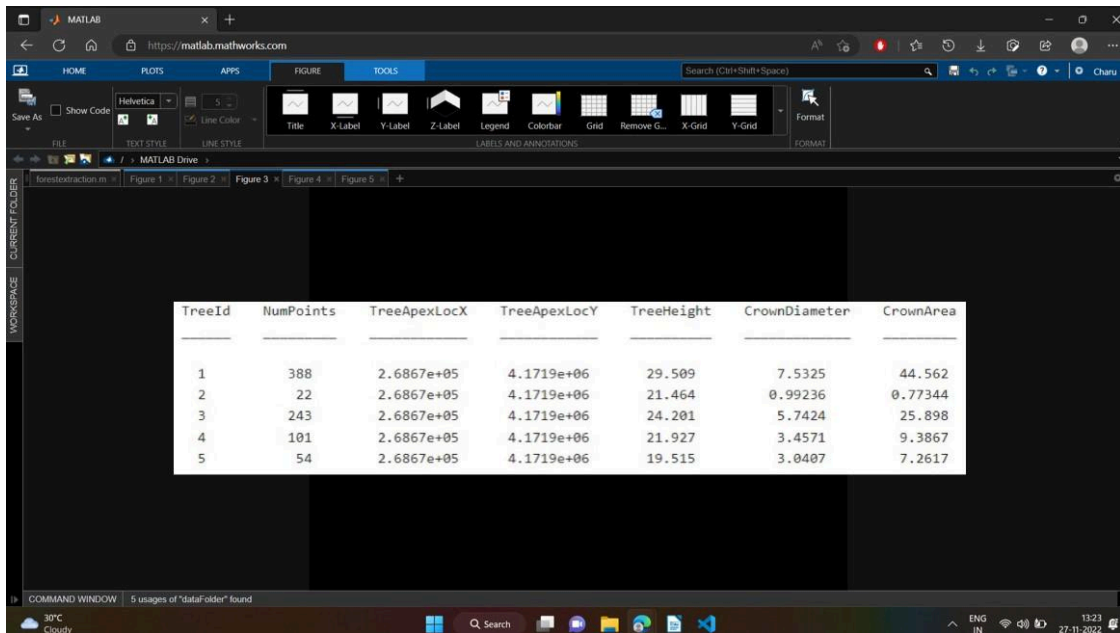 MATLAB
https://matlab.mathworks.com
HOME PLOTS APPS FIGURE TOOLS Search (Ctrl+Shift+Space) Charu
Save As Show Code Helvetica 5 Line Color Title X-Label Y-Label Z-Label Legend Colorbar Grid Remove G... X-Grid Y-Grid Format
FILE TEXT STYLE LINE STYLE LABELS AND ANNOTATIONS FORMAT
/ > MATLAB Drive >
forestextraction.m Figure 1 Figure 2 Figure 3 Figure 4 Figure 5
CURRENT FOLDER
WORKSPACE
TreeId NumPoints TreeApexLocX TreeApexLocY TreeHeight CrownDiameter CrownArea
1 388 2.6867e+05 4.1719e+06 29.509 7.5325 44.562
2 22 2.6867e+05 4.1719e+06 21.464 0.99236 0.77344
3 243 2.6867e+05 4.1719e+06 24.201 5.7424 25.898
4 101 2.6867e+05 4.1719e+06 21.927 3.4571 9.3867
5 54 2.6867e+05 4.1719e+06 19.515 3.0407 7.2617
COMMAND WINDOW 5 usages of "dataFolder" found
30°C
Cloudy
Search
ENG
IN
13:23
27-11-2022